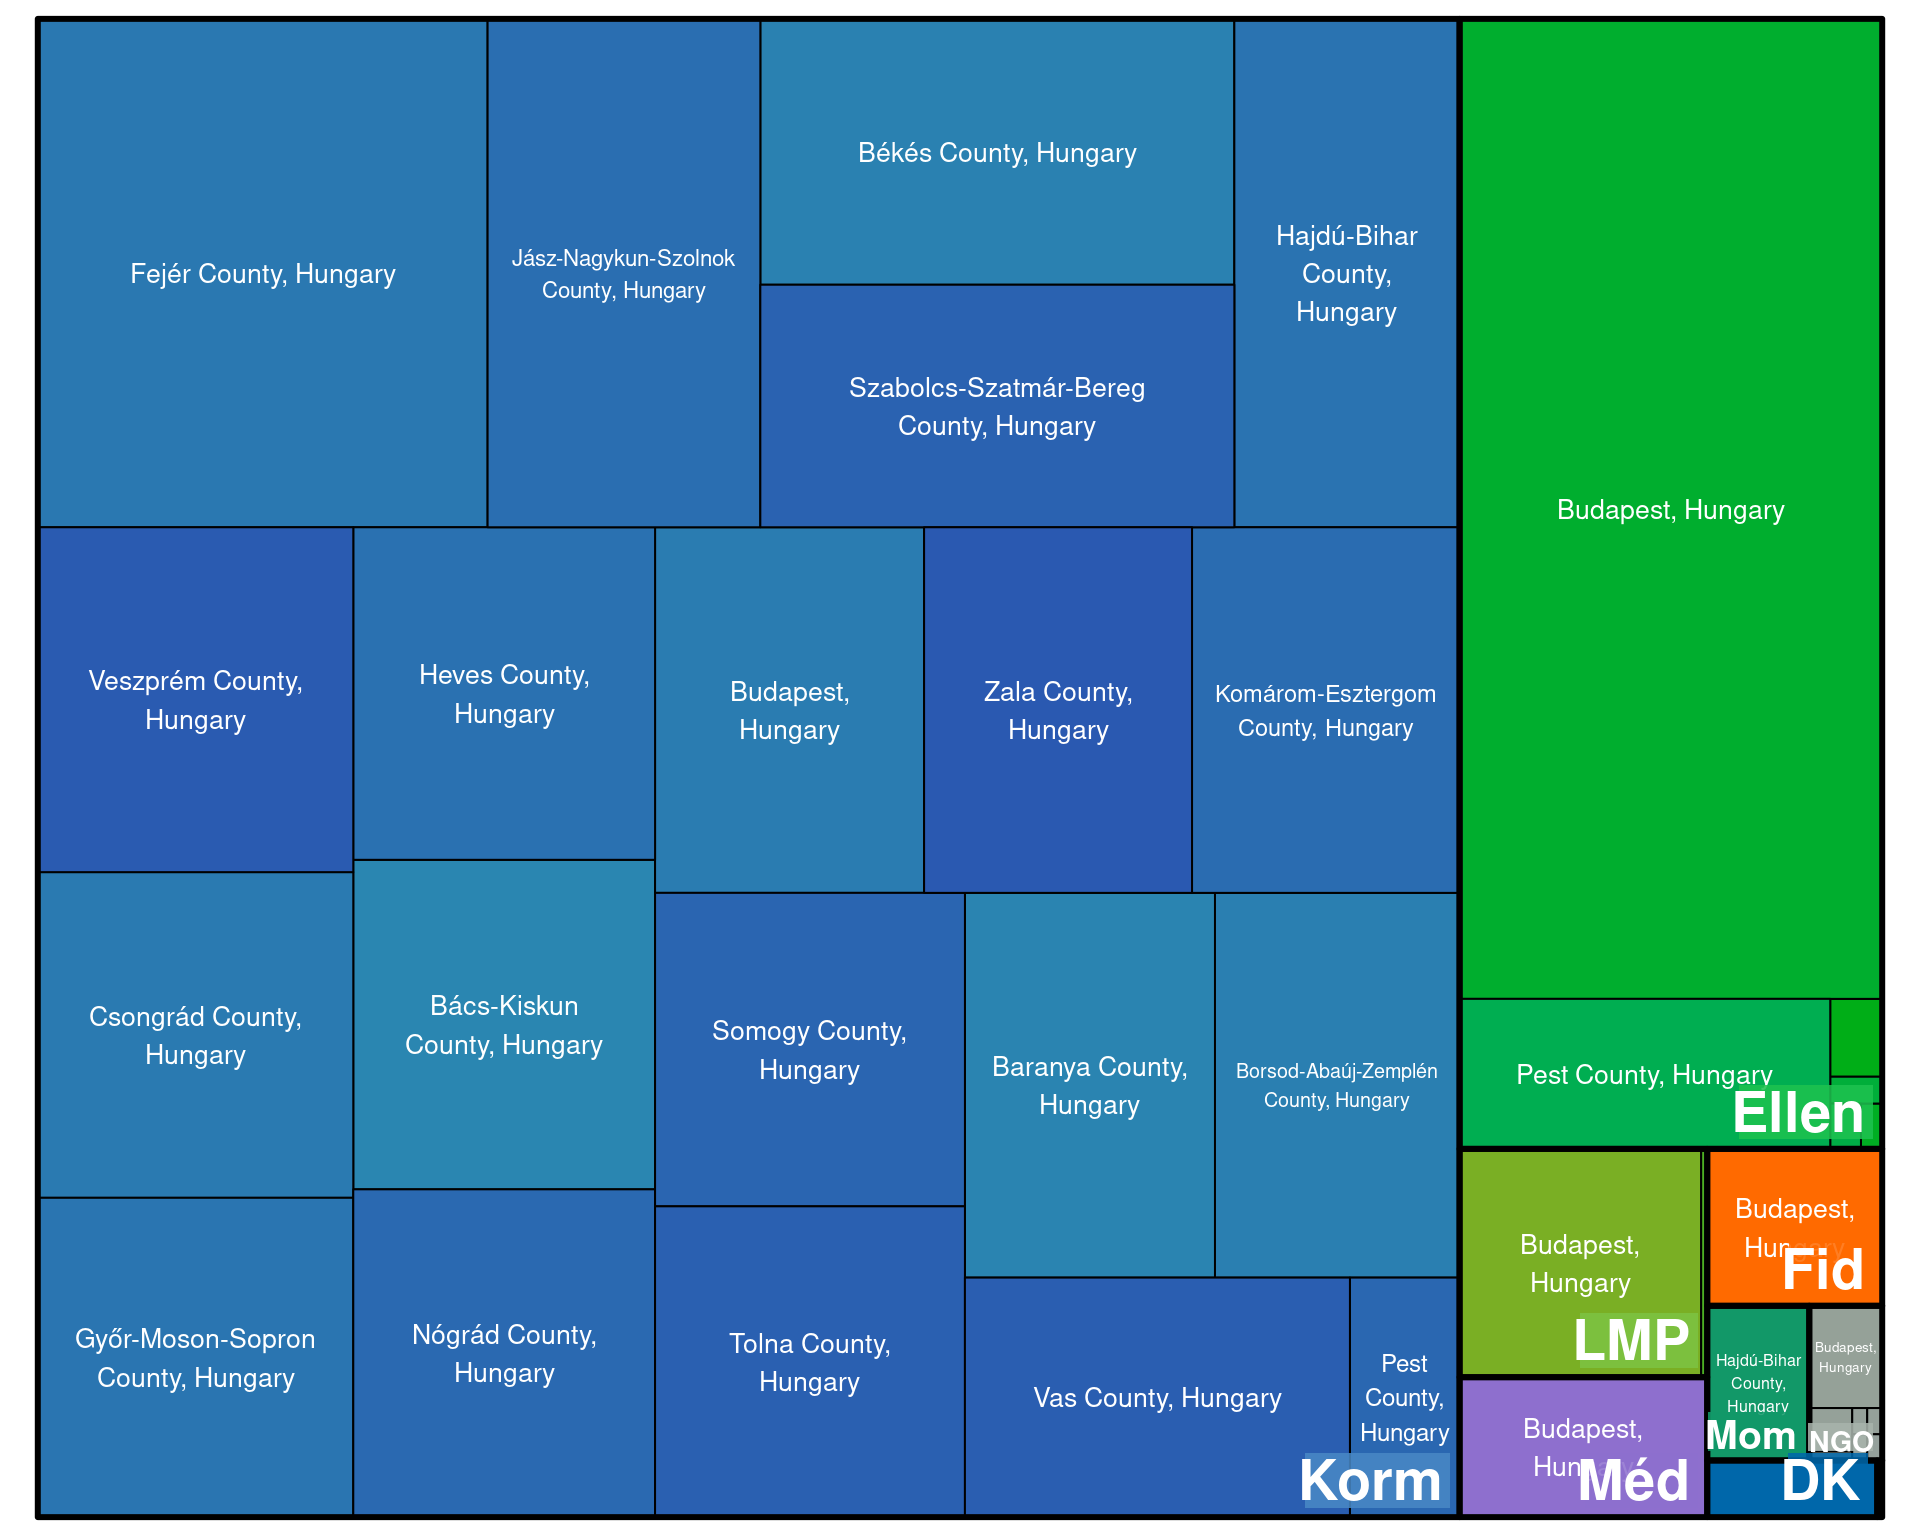 Fejér County, Hungary
Jász-Nagykun-Szolnok
County, Hungary
Békés County, Hungary
Szabolcs-Szatmár-Bereg
County, Hungary
Hajdú-Bihar
County,
Hungary
Veszprém County,
Hungary
Heves County,
Hungary
Budapest,
Hungary
Zala County,
Hungary
Komárom-Esztergom
County, Hungary
Csongrád County,
Hungary
Bács-Kiskun
County, Hungary
Somogy County,
Hungary
Baranya County,
Hungary
Borsod-Abaúj-Zemplén
County, Hungary
Győr-Moson-Sopron
County, Hungary
Nógrád County,
Hungary
Tolna County,
Hungary
Vas County, Hungary
Pest
County,
Hungary
Korm
Budapest, Hungary
Pest County, Hungary
Ellen
Budapest,
Hungary
LMP
Budapest,
Hungary
Fid
Hajdú-Bihar
County,
Hungary
Mom
Budapest,
Hungary
NGO
Budapest,
Hungary
Méd
DK